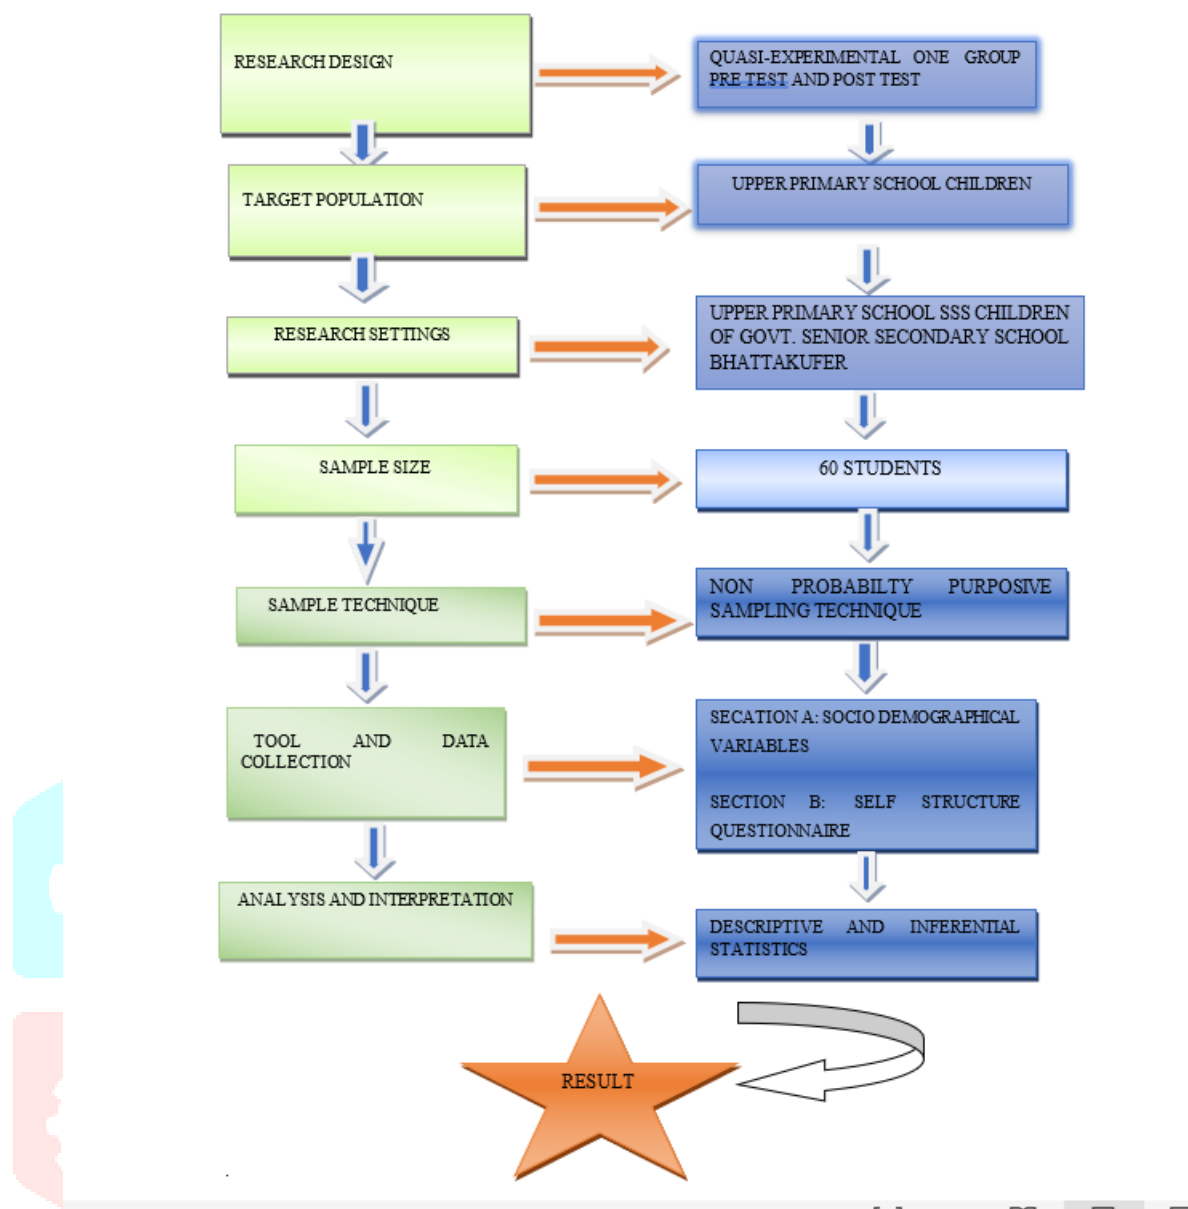 RESEARCH DESIGN
QUASI-EXPERIMENTAL ONE GROUP
PRE TEST AND POST TEST
TARGET POPULATION
UPPER PRIMARY SCHOOL CHILDREN
RESEARCH SETTINGS
UPPER PRIMARY SCHOOL SSS CHILDREN
OF GOVT. SENIOR SECONDARY SCHOOL
BHATTAKUFER
SAMPLE SIZE
60 STUDENTS
SAMPLE TECHNIQUE
NON PROBABILTY PURPOSIVE
SAMPLING TECHNIQUE
TOOL AND DATA
COLLECTION
SECATION A: SOCIO DEMOGRAPHICAL
VARIABLES
SECTION B: SELF STRUCTURE
QUESTIONNAIRE
ANALYSIS AND INTERPRETATION
DESCRIPTIVE AND INFERENTIAL
STATISTICS
RESULT
.